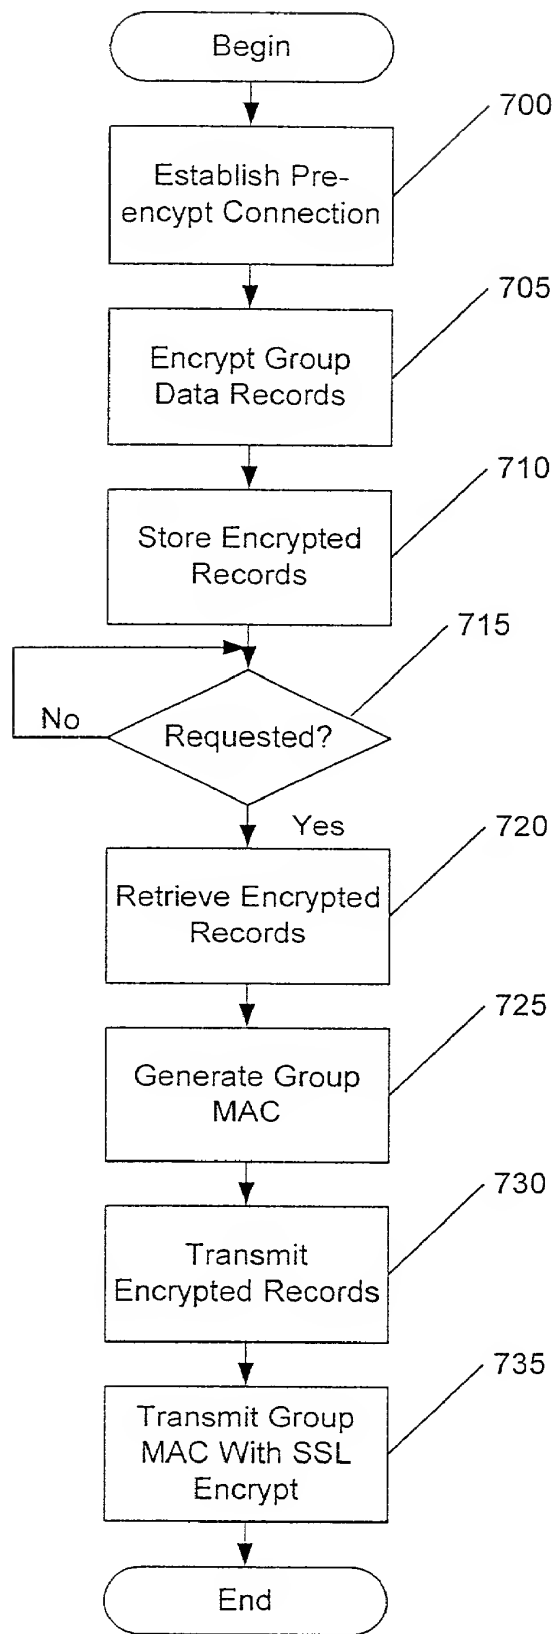 Begin
700
Establish Pre-
encypt Connection
705
Encrypt Group
Data Records
710
Store Encrypted
Records
715
No
Requested?
Yes
720
Retrieve Encrypted
Records
725
Generate Group
MAC
730
Transmit
Encrypted Records
735
Transmit Group
MAC With SSL
Encrypt
End